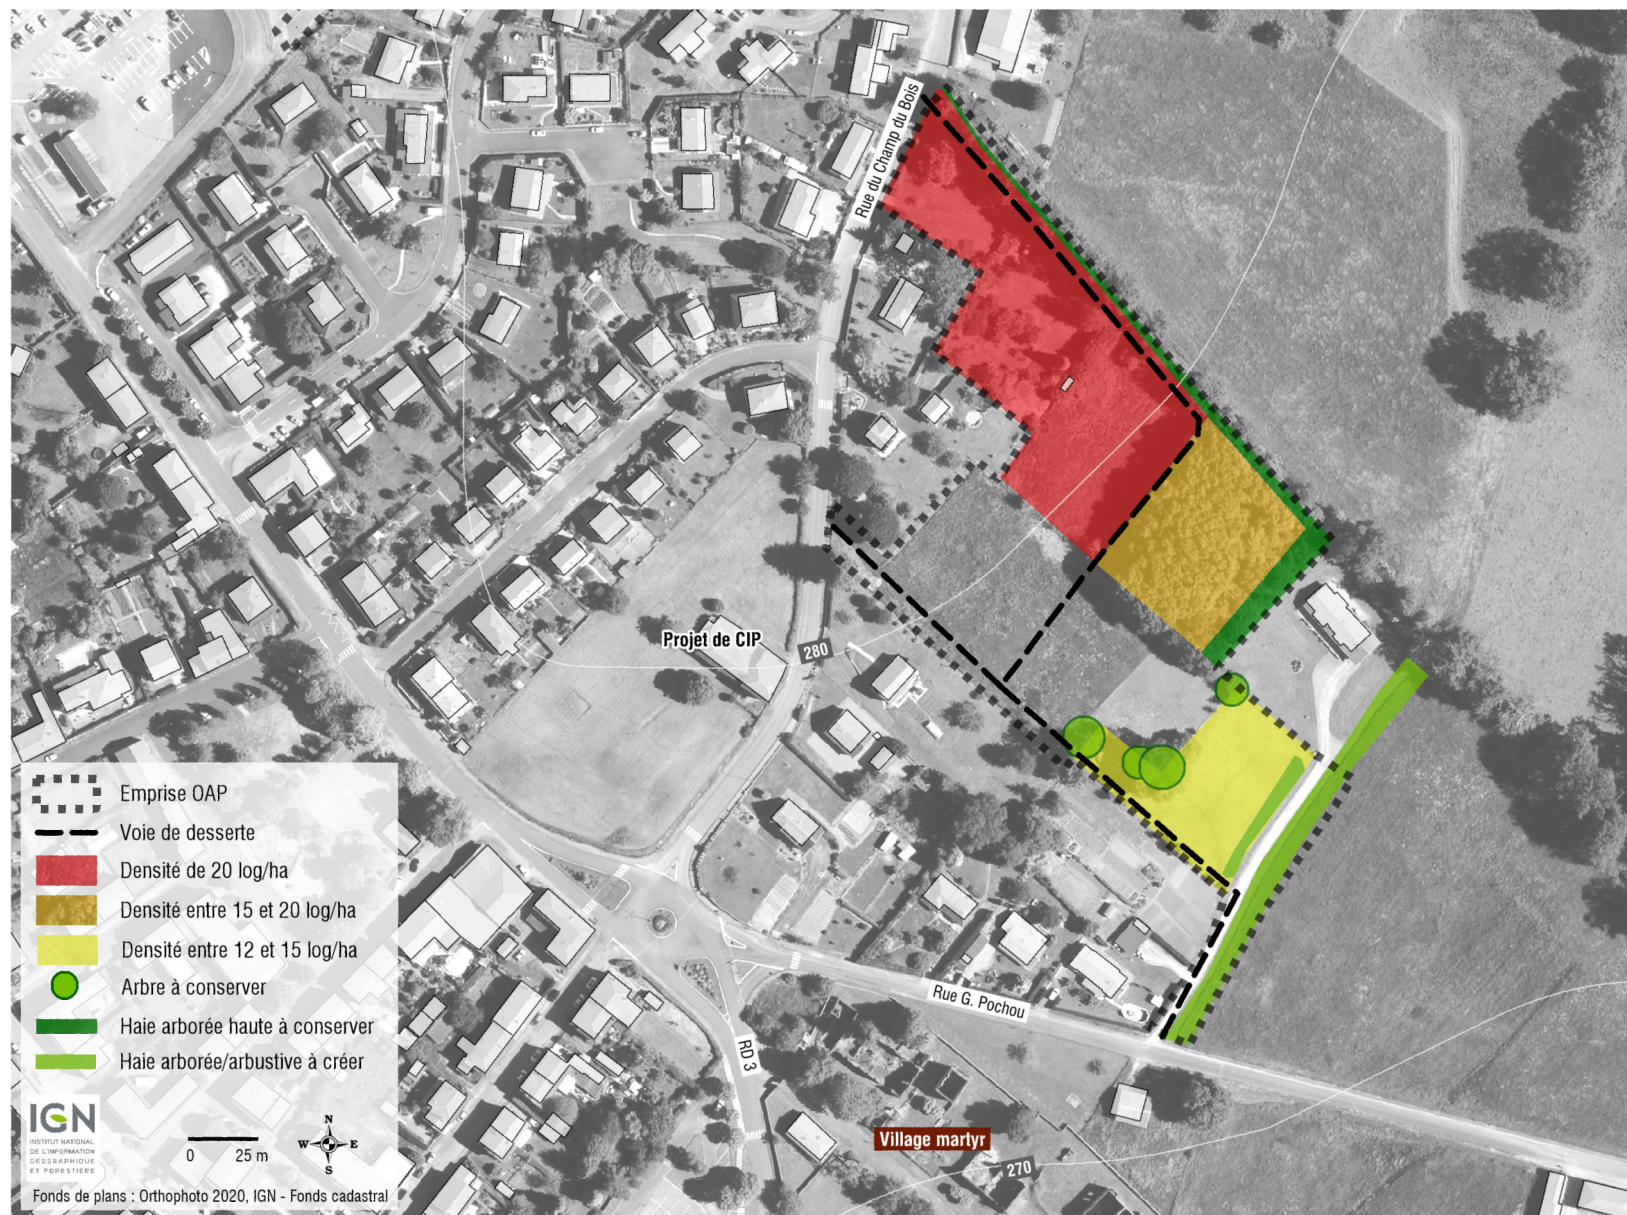 Rue du Champ du Bois
Projet de CIP
280
Rue G. Pochou
RD 3
Village martyr
270
Emprise OAP
Voie de desserte
Densité de 20 log/ha
Densité entre 15 et 20 log/ha
Densité entre 12 et 15 log/ha
Arbre à conserver
Haie arborée haute à conserver
Haie arborée/arbustive à créer
IGN
INSTITUT NATIONAL
DE L'INFORMATION
GÉOGRAPHIQUE
ET FORESTIÈRE
0 25 m
N
W E
S
Fonds de plans : Orthophoto 2020, IGN - Fonds cadastral